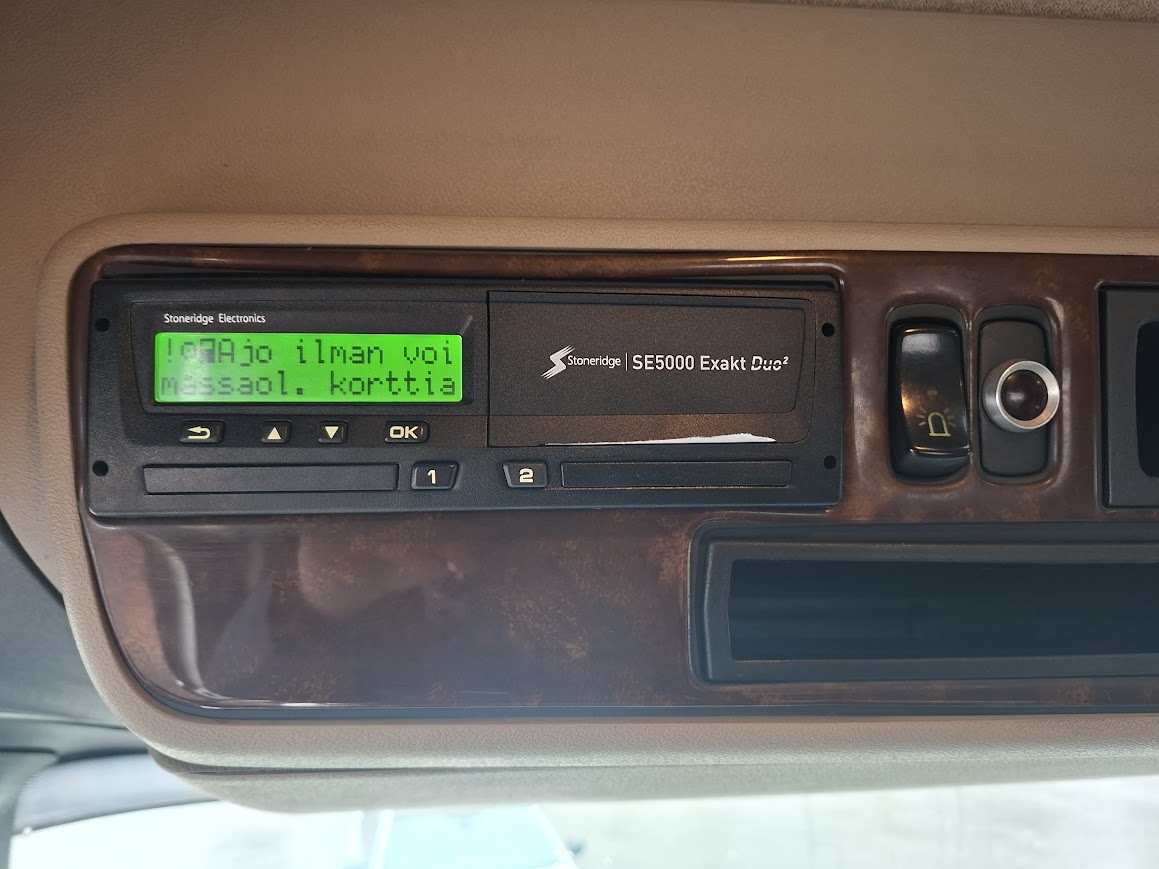 Stoneridge Electronics
!o Ajo ilman voi
massaol. korttia
OK
1
2
Stoneridge | SE5000 Exakt Duo²